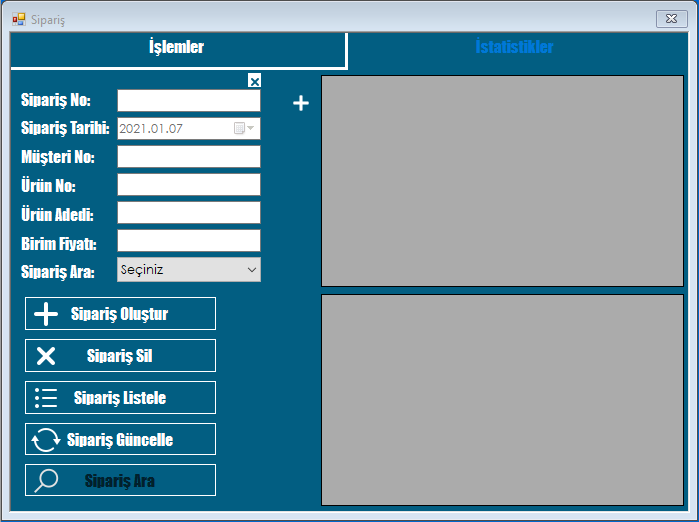 Sipariş
İşlemler
İstatistikler
Sipariş No:
Sipariş Tarihi:
2021.01.07
Müşteri No:
Ürün No:
Ürün Adedi:
Birim Fiyatı:
Sipariş Ara:
Seçiniz
Sipariş Oluştur
Sipariş Sil
Sipariş Listele
Sipariş Güncelle
Sipariş Ara